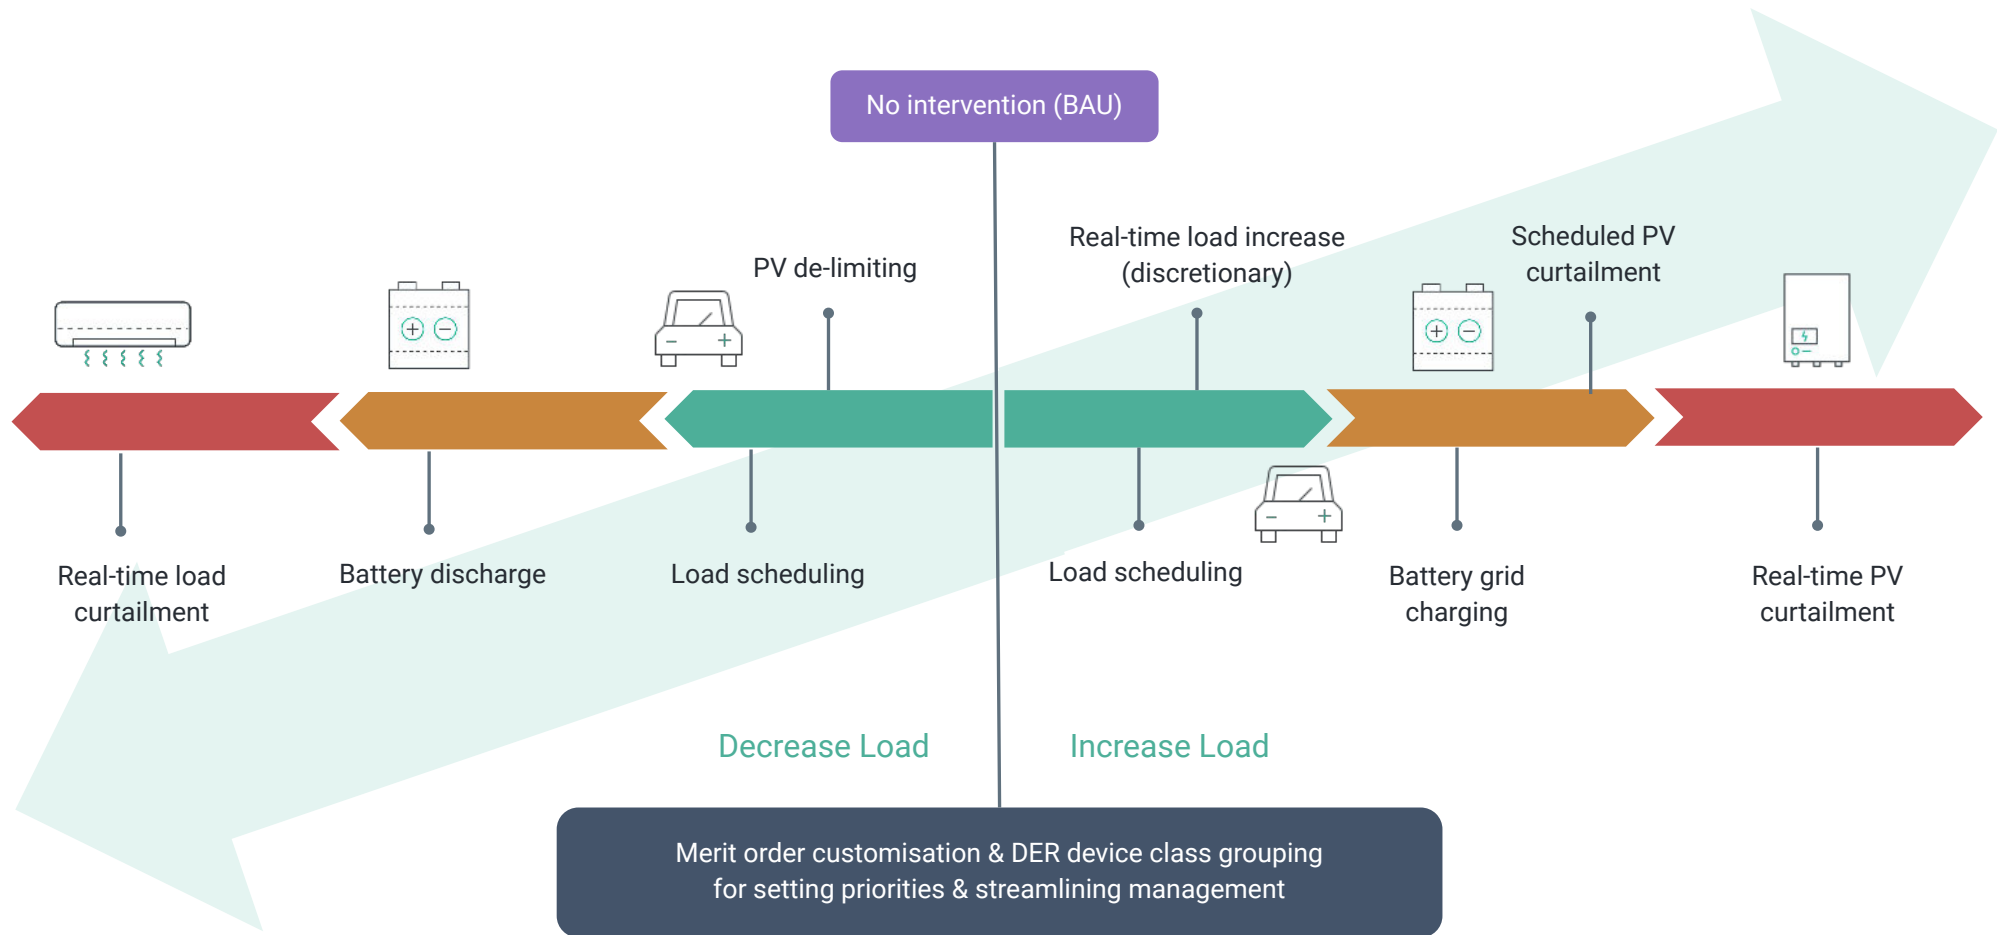 No intervention (BAU)
PV de-limiting
Real-time load increase
(discretionary)
Scheduled PV
curtailment
Real-time load
curtailment
Battery discharge
Load scheduling
Load scheduling
Battery grid
charging
Real-time PV
curtailment
Decrease Load
Increase Load
Merit order customisation & DER device class grouping
for setting priorities & streamlining management